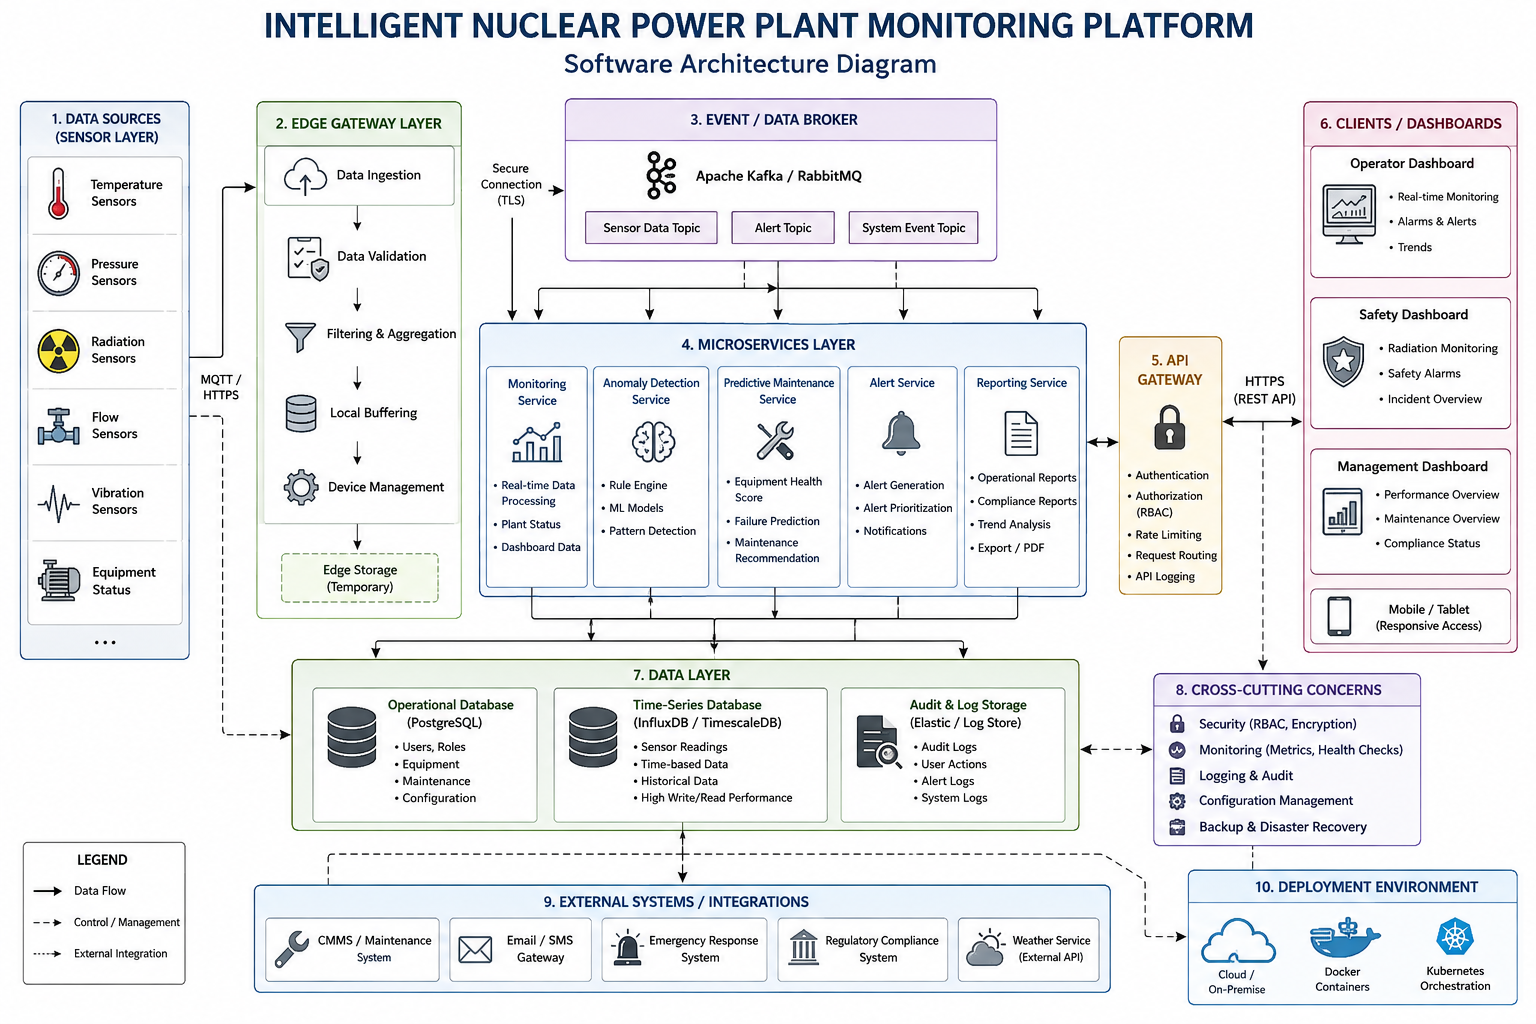 INTELLIGENT NUCLEAR POWER PLANT MONITORING PLATFORM
Software Architecture Diagram
1. DATA SOURCES
(SENSOR LAYER)
Temperature
Sensors
Pressure
Sensors
Radiation
Sensors
Flow
Sensors
Vibration
Sensors
Equipment
Status
...
MQTT /
HTTPS
2. EDGE GATEWAY LAYER
Data Ingestion
Data Validation
Filtering & Aggregation
Local Buffering
Device Management
Edge Storage
(Temporary)
Secure
Connection
(TLS)
3. EVENT / DATA BROKER
Apache Kafka / RabbitMQ
Sensor Data Topic
Alert Topic
System Event Topic
4. MICROSERVICES LAYER
Monitoring
Service
• Real-time Data
Processing
• Plant Status
• Dashboard Data
Anomaly Detection
Service
• Rule Engine
• ML Models
• Pattern Detection
Predictive Maintenance
Service
• Equipment Health
Score
• Failure Prediction
• Maintenance
Recommendation
Alert Service
• Alert Generation
• Alert Prioritization
• Notifications
Reporting Service
• Operational Reports
• Compliance Reports
• Trend Analysis
• Export / PDF
5. API
GATEWAY
• Authentication
• Authorization
(RBAC)
• Rate Limiting
• Request Routing
• API Logging
HTTPS
(REST API)
6. CLIENTS / DASHBOARDS
Operator Dashboard
• Real-time Monitoring
• Alarms & Alerts
• Trends
Safety Dashboard
• Radiation Monitoring
• Safety Alarms
• Incident Overview
Management Dashboard
• Performance Overview
• Maintenance Overview
• Compliance Status
Mobile / Tablet
(Responsive Access)
7. DATA LAYER
Operational Database
(PostgreSQL)
• Users, Roles
• Equipment
• Maintenance
• Configuration
Time-Series Database
(InfluxDB / TimescaleDB)
• Sensor Readings
• Time-based Data
• Historical Data
• High Write/Read Performance
Audit & Log Storage
(Elastic / Log Store)
• Audit Logs
• User Actions
• Alert Logs
• System Logs
8. CROSS-CUTTING CONCERNS
Security (RBAC, Encryption)
Monitoring (Metrics, Health Checks)
Logging & Audit
Configuration Management
Backup & Disaster Recovery
LEGEND
Data Flow
Control / Management
External Integration
9. EXTERNAL SYSTEMS / INTEGRATIONS
CMMS / Maintenance
System
Email / SMS
Gateway
Emergency Response
System
Regulatory Compliance
System
Weather Service
(External API)
10. DEPLOYMENT ENVIRONMENT
Cloud /
On-Premise
Docker
Containers
Kubernetes
Orchestration